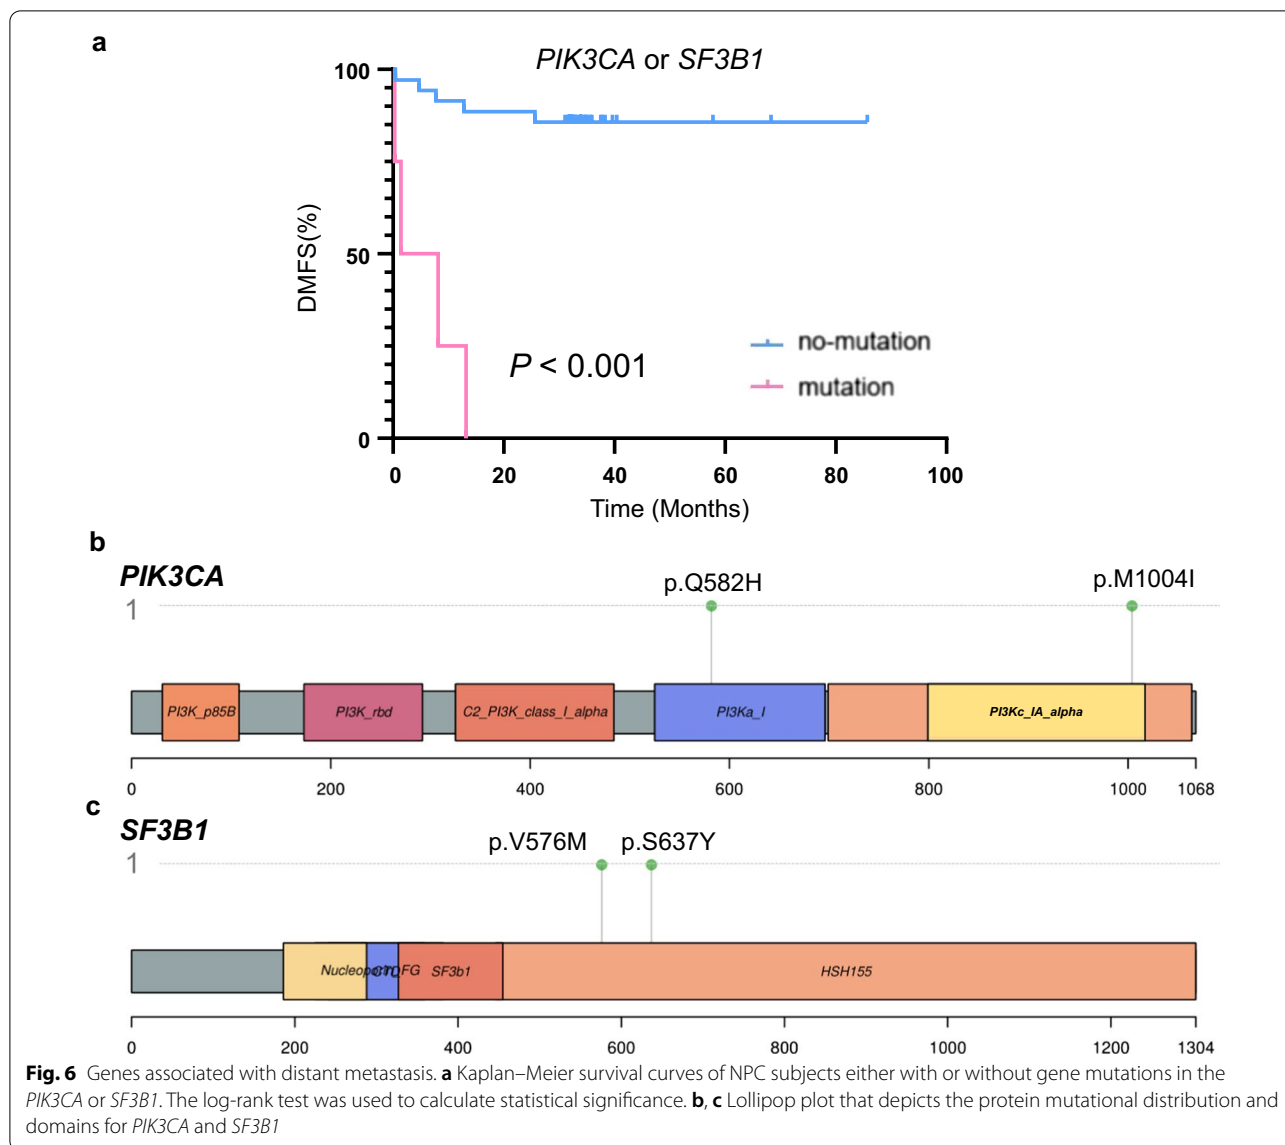 a
PIK3CA or SF3B1
100
50
0
DMFS(%)
P < 0.001
no-mutation
mutation
0 20 40 60 80 100
Time (Months)
b
PIK3CA
p.Q582H p.M1004I
1
PI3K_p85B PI3K_rbd C2_PI3K_class_I_alpha PI3Ka_I PI3Kc_IA_alpha
0 200 400 600 800 1000 1068
c
SF3B1
p.V576M p.S637Y
1
SF3b1 HSH155
0 200 400 600 800 1000 1200 1304
Fig. 6 Genes associated with distant metastasis. a Kaplan–Meier survival curves of NPC subjects either with or without gene mutations in the
PIK3CA or SF3B1. The log-rank test was used to calculate statistical significance. b, c Lollipop plot that depicts the protein mutational distribution and
domains for PIK3CA and SF3B1